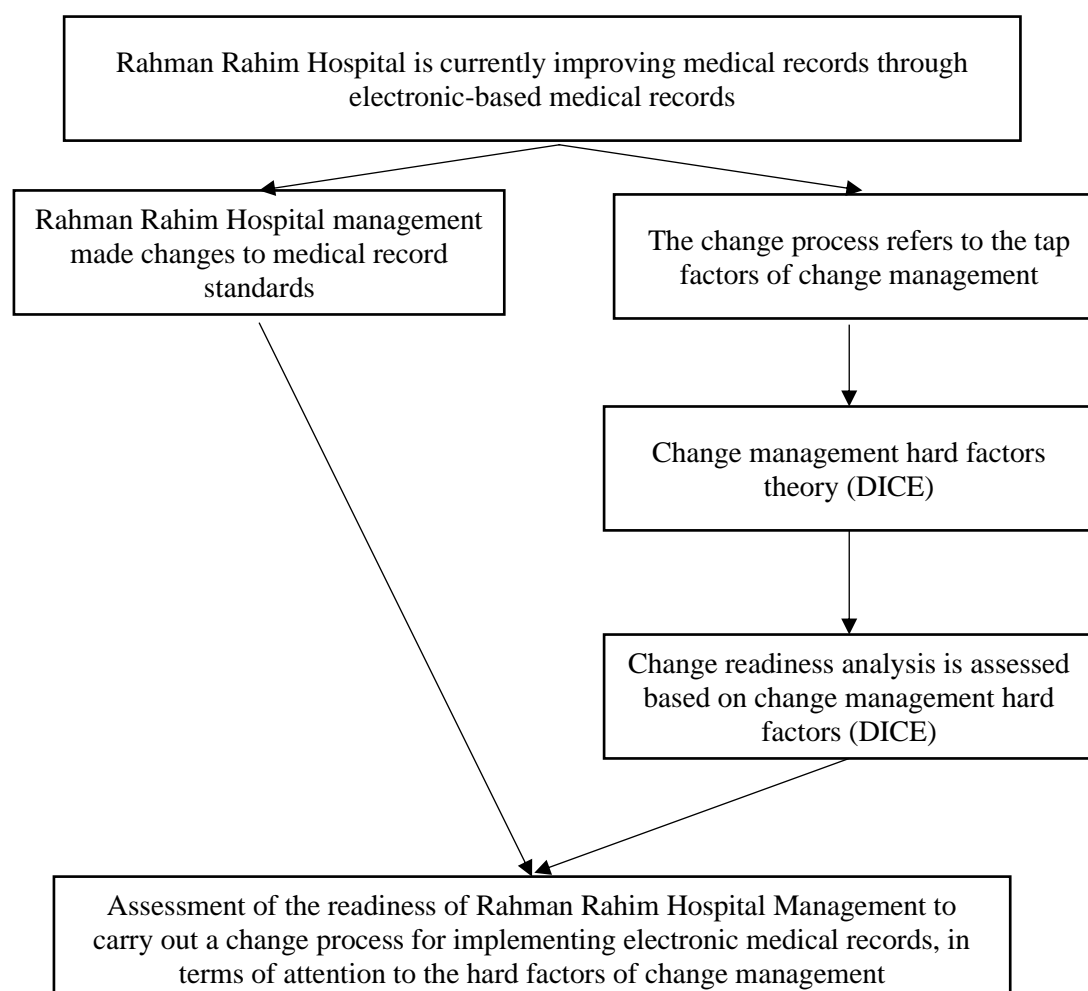 Rahman Rahim Hospital is currently improving medical records through
electronic-based medical records
Rahman Rahim Hospital management
made changes to medical record
standards
The change process refers to the tap
factors of change management
Change management hard factors
theory (DICE)
Change readiness analysis is assessed
based on change management hard
factors (DICE)
Assessment of the readiness of Rahman Rahim Hospital Management to
carry out a change process for implementing electronic medical records, in
terms of attention to the hard factors of change management